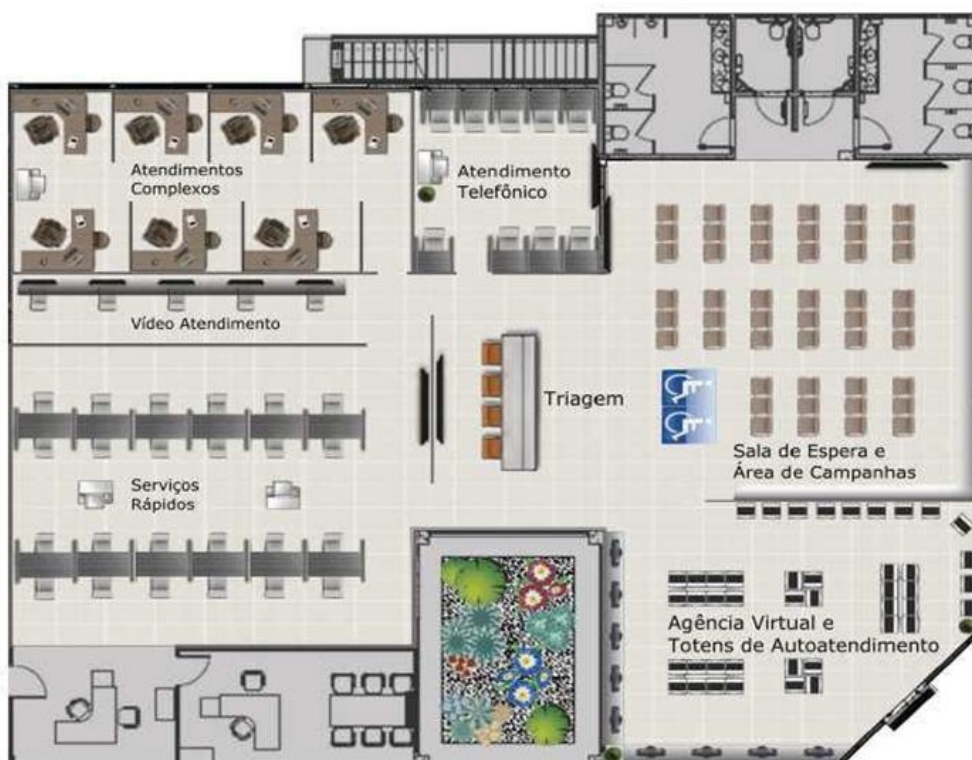 Atendimentos
Complexos
Atendimento
Telefônico
Vídeo Atendimento
Triagem
Sala de Espera e
Área de Campanhas
Serviços
Rápidos
Agência Virtual e
Totens de Autoatendimento